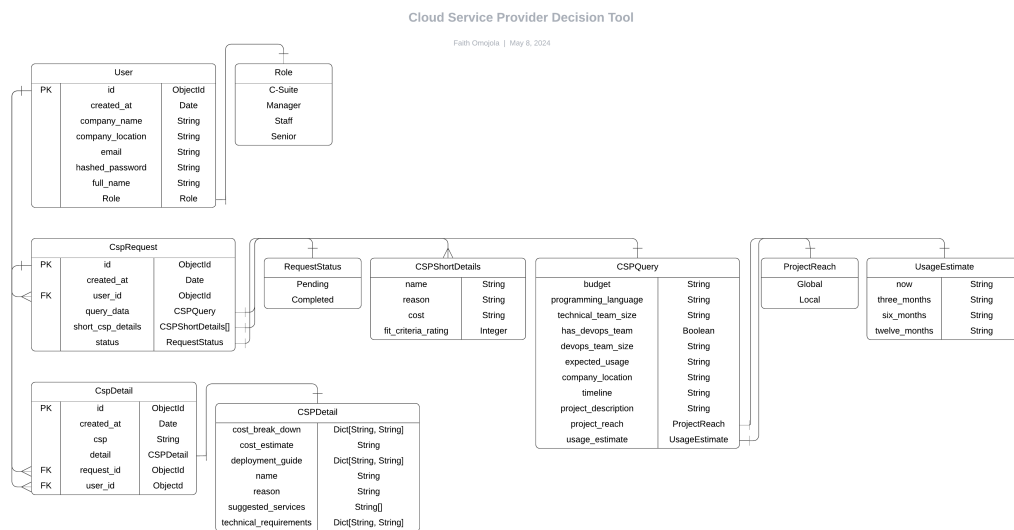 Cloud Service Provider Decision Tool
Faith Omojola | May 8, 2024
User
PK id ObjectId
created_at Date
company_name String
company_location String
email String
hashed_password String
full_name String
Role Role
Role
C-Suite
Manager
Staff
Senior
CspRequest
PK id ObjectId
created_at Date
FK user_id ObjectId
query_data CSPQuery
short_csp_details CSPShortDetails[]
status RequestStatus
RequestStatus
Pending
Completed
CSPShortDetails
name String
reason String
cost String
fit_criteria_rating Integer
CSPQuery
budget String
programming_language String
technical_team_size String
has_devops_team Boolean
devops_team_size String
expected_usage String
company_location String
timeline String
project_description String
project_reach ProjectReach
usage_estimate UsageEstimate
ProjectReach
Global
Local
UsageEstimate
now String
three_months String
six_months String
twelve_months String
CspDetail
PK id ObjectId
created_at Date
csp String
detail CSPDetail
FK request_id ObjectId
FK user_id Objectd
CSPDetail
cost_break_down Dict[String, String]
cost_estimate String
deployment_guide Dict[String, String]
name String
reason String
suggested_services String[]
technical_requirements Dict[String, String]